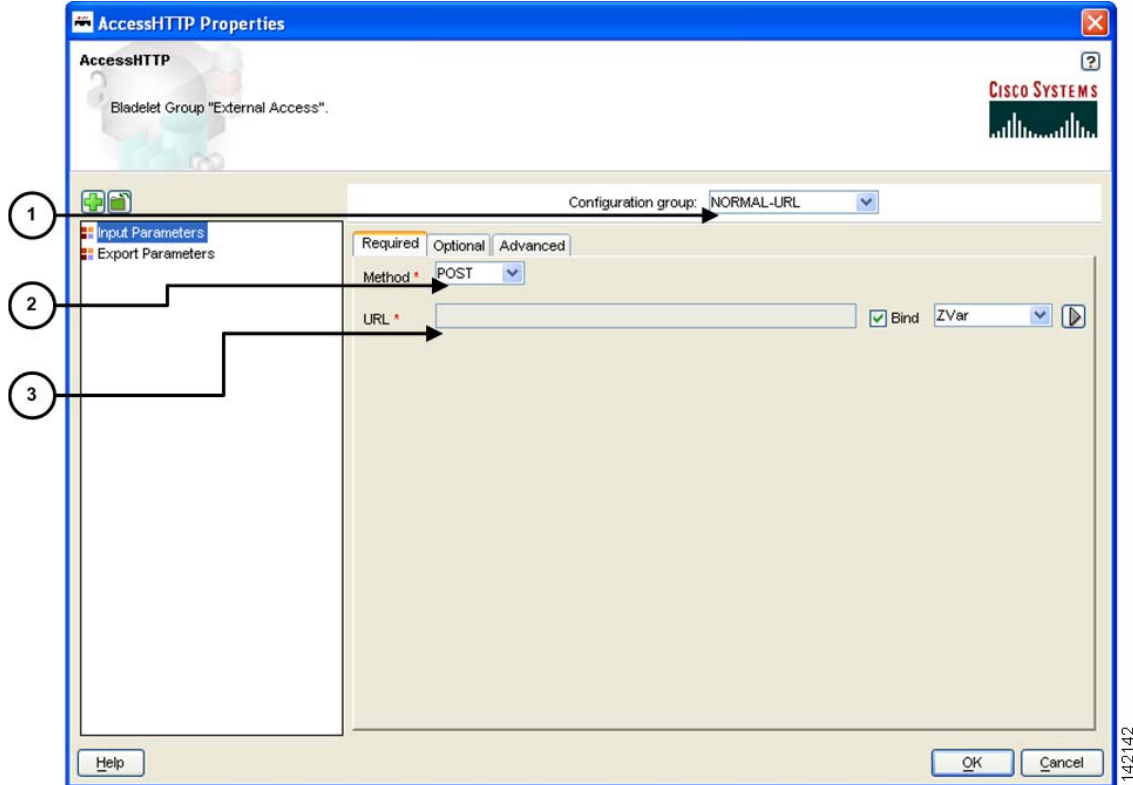 AccessHTTP Properties
AccessHTTP
Bladelet Group "External Access".
CISCO SYSTEMS
1
Configuration group: NORMAL-URL
Input Parameters
Export Parameters
Required Optional Advanced
Method * POST
2
URL * Bind ZVar
3
Help
OK Cancel
142142